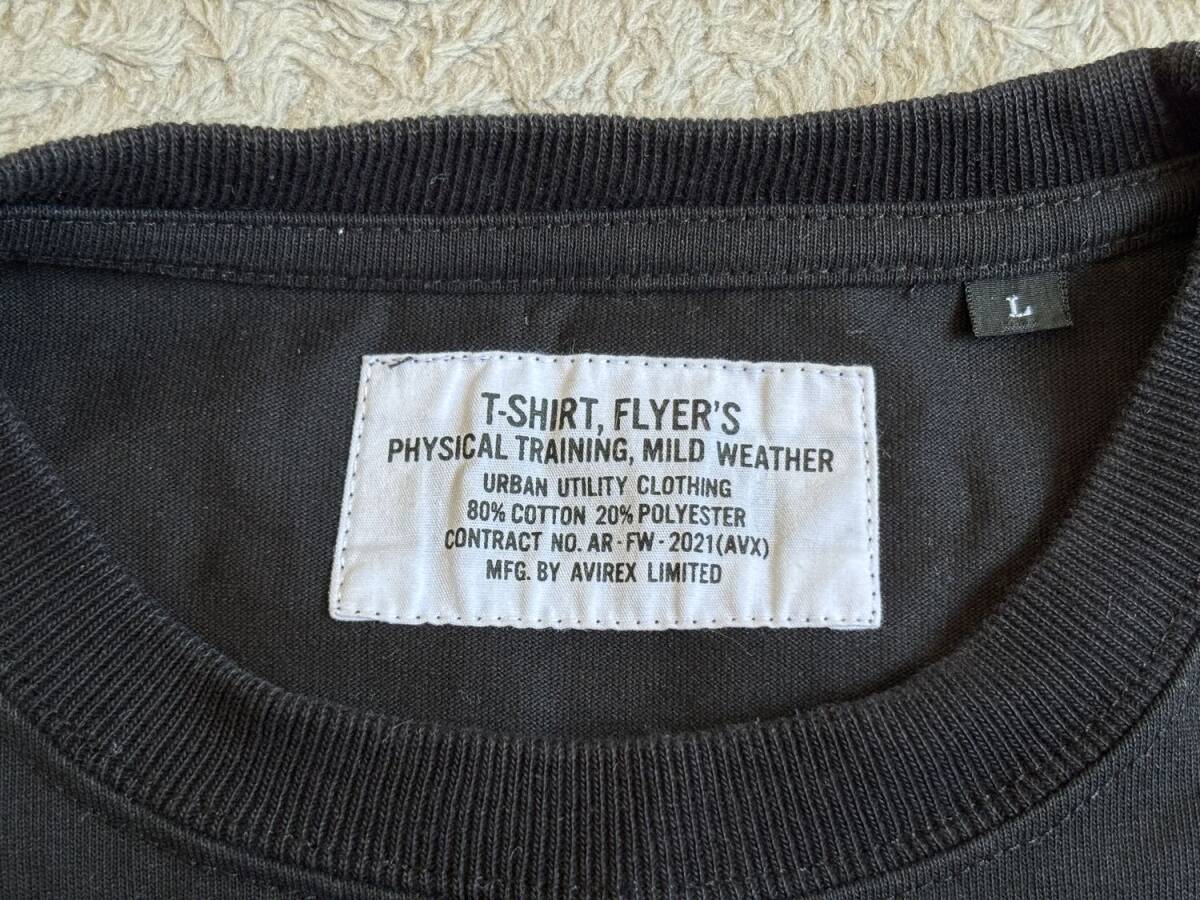 L
T-SHIRT, FLYER'S
PHYSICAL TRAINING, MILD WEATHER
URBAN UTILITY CLOTHING
80% COTTON 20% POLYESTER
CONTRACT NO. AR・FW・2021(AVX)
MFG. BY AVIREX LIMITED